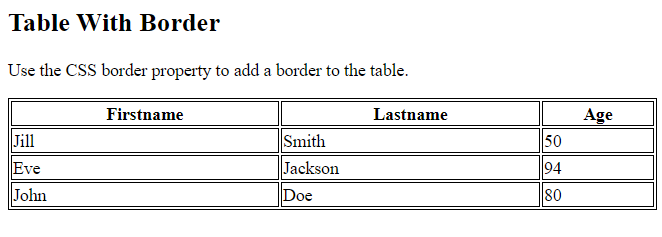 Table With Border
Use the CSS border property to add a border to the table.
Firstname Lastname Age
Jill Smith 50
Eve Jackson 94
John Doe 80